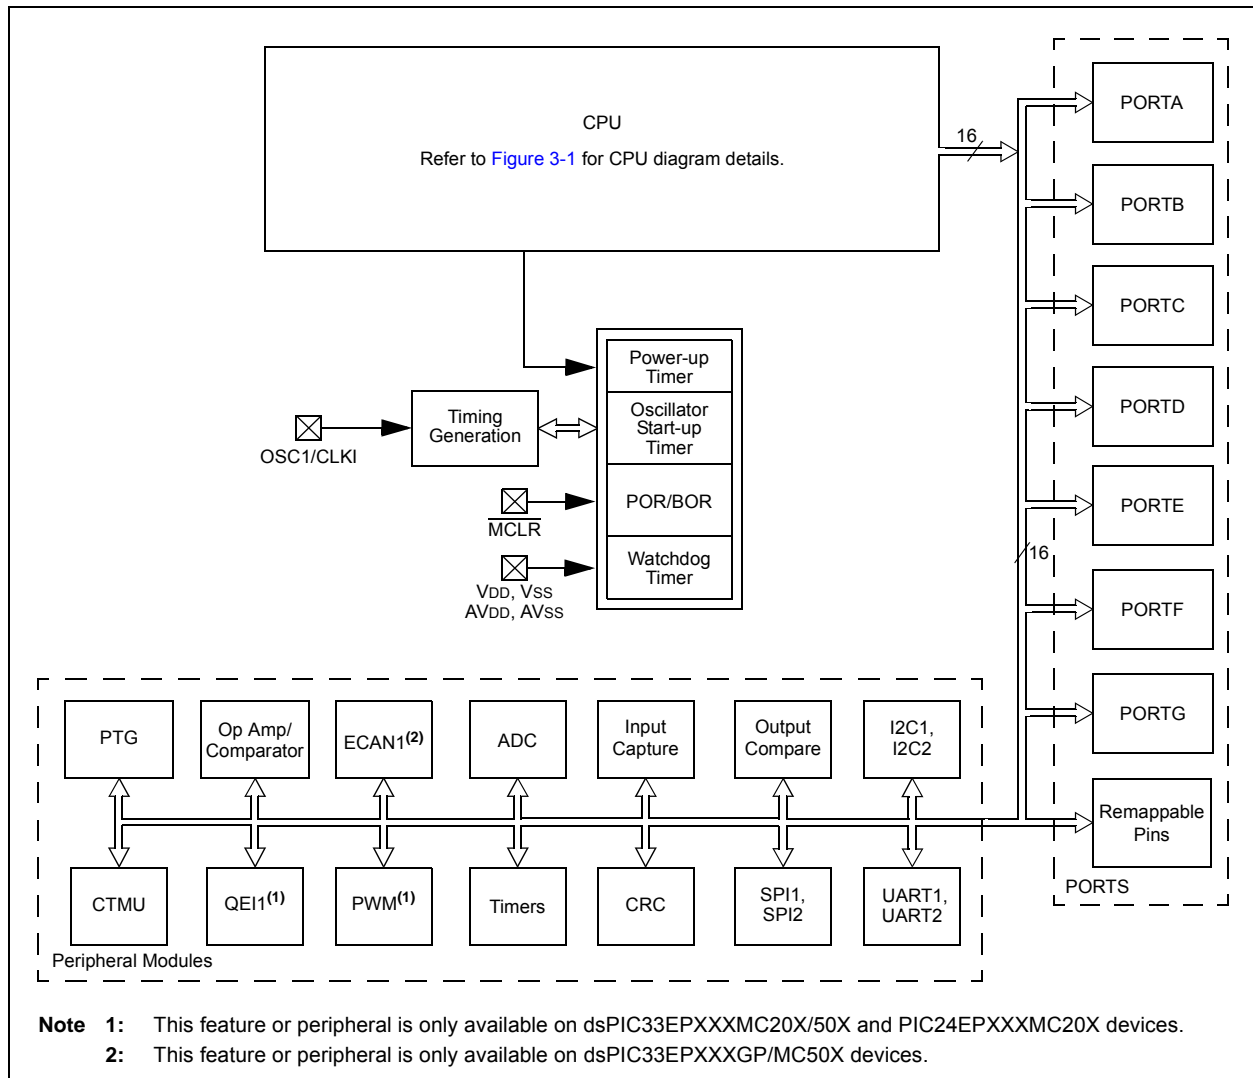 CPU
Refer to Figure 3-1 for CPU diagram details.
16
PORTA
PORTB
PORTC
PORTD
PORTE
16
PORTF
PORTG
Remappable
Pins
PORTS
Power-up
Timer
Oscillator
Start-up
Timer
POR/BOR
Watchdog
Timer
Timing
Generation
OSC1/CLKI
MCLR
VDD, VSS
AVDD, AVSS
PTG
Op Amp/
Comparator
ECAN1(2)
ADC
Input
Capture
Output
Compare
I2C1,
I2C2
CTMU
QEI1(1)
PWM(1)
Timers
CRC
SPI1,
SPI2
UART1,
UART2
Peripheral Modules
Note 1: This feature or peripheral is only available on dsPIC33EPXXXMC20X/50X and PIC24EPXXXMC20X devices.
2: This feature or peripheral is only available on dsPIC33EPXXXGP/MC50X devices.